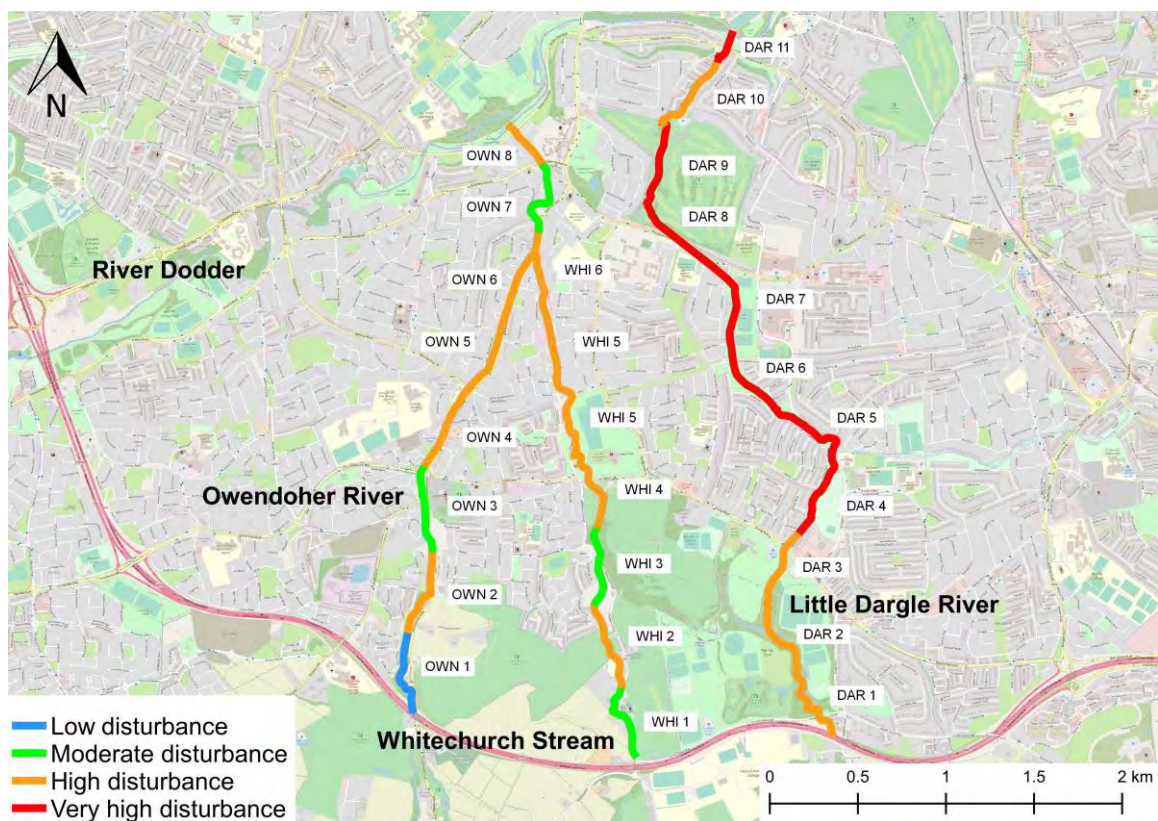 DAR 11
N
DAR 10
OWN 8
DAR 9
OWN 7
DAR 8
River Dodder
OWN 6
WHI 6
DAR 7
OWN 5
WHI 5
DAR 6
WHI 5
DAR 5
OWN 4
WHI 4
Owendoher River
OWN 3
DAR 4
WHI 3
DAR 3
OWN 2
Little Dargle River
WHI 2
DAR 2
OWN 1
DAR 1
WHI 1
Whitechurch Stream
Low disturbance
Moderate disturbance
High disturbance
Very high disturbance
0 0.5 1 1.5 2 km